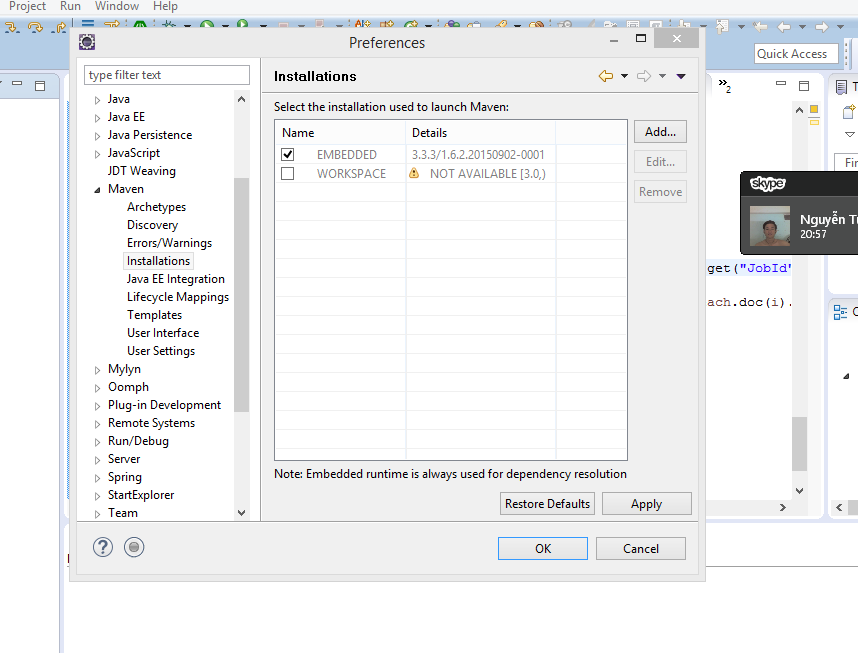 Project Run Window Help
Preferences
Quick Access
type filter text
Installations
Java
Java EE
Java Persistence
JavaScript
JDT Weaving
Maven
Archetypes
Discovery
Errors/Warnings
Installations
Java EE Integration
Lifecycle Mappings
Templates
User Interface
User Settings
Mylyn
Oomph
Plug-in Development
Remote Systems
Run/Debug
Server
Spring
StartExplorer
Team
Select the installation used to launch Maven:
Name Details
EMBEDDED 3.3.3/1.6.2.20150902-0001
WORKSPACE NOT AVAILABLE [3.0,)
Add...
Edit...
Remove
Note: Embedded runtime is always used for dependency resolution
Restore Defaults Apply
OK Cancel
»2
skype
Nguyễn
20:57
get("JobId"
ach.doc(i).